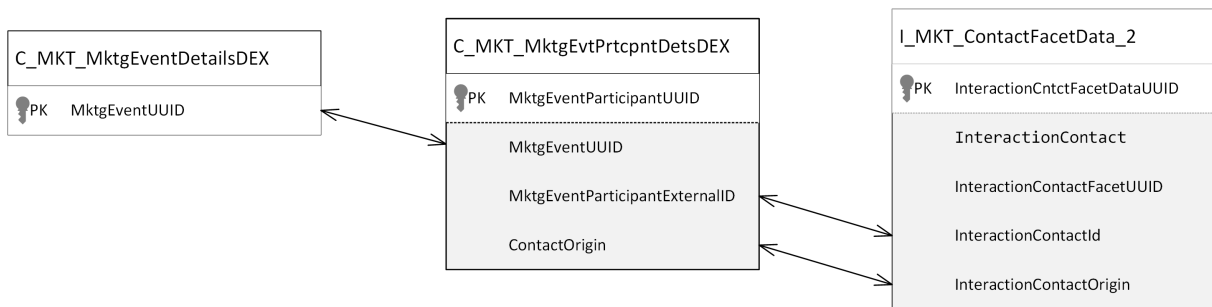 C_MKT_MktgEventDetailsDEX
PK MktgEventUUID
C_MKT_MktgEvtPrtcpntDetsDEX
PK MktgEventParticipantUUID
MktgEventUUID
MktgEventParticipantExternalID
ContactOrigin
I_MKT_ContactFacetData_2
PK InteractionCntctFacetDataUUID
InteractionContact
InteractionContactFacetUUID
InteractionContactId
InteractionContactOrigin